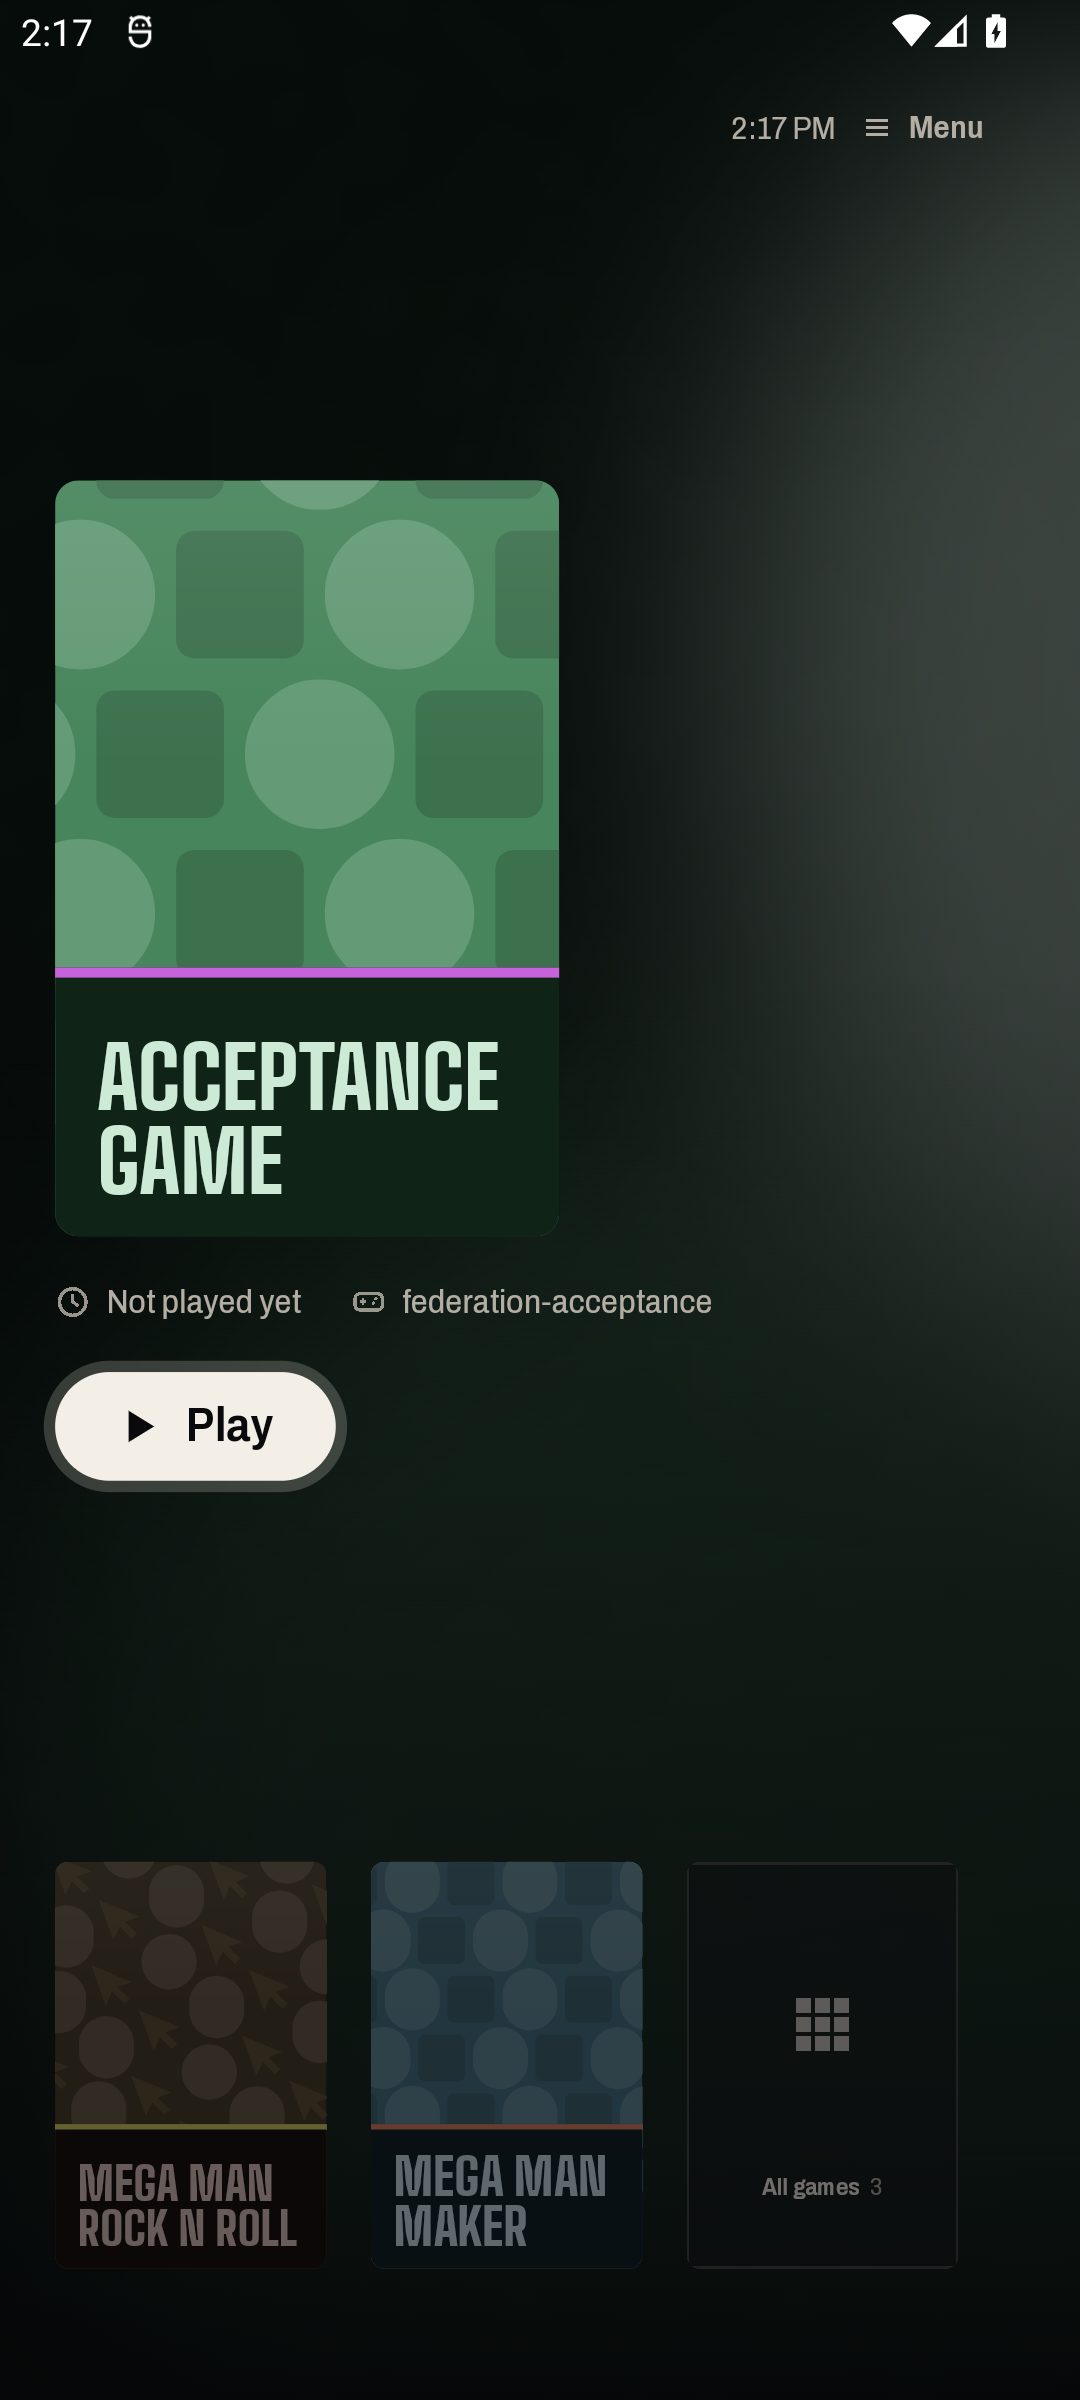 2:17
2:17 PM Menu
ACCEPTANCE
GAME
Not played yet federation-acceptance
Play
MEGA MAN
ROCK N ROLL
MEGA MAN
MAKER
All games 3